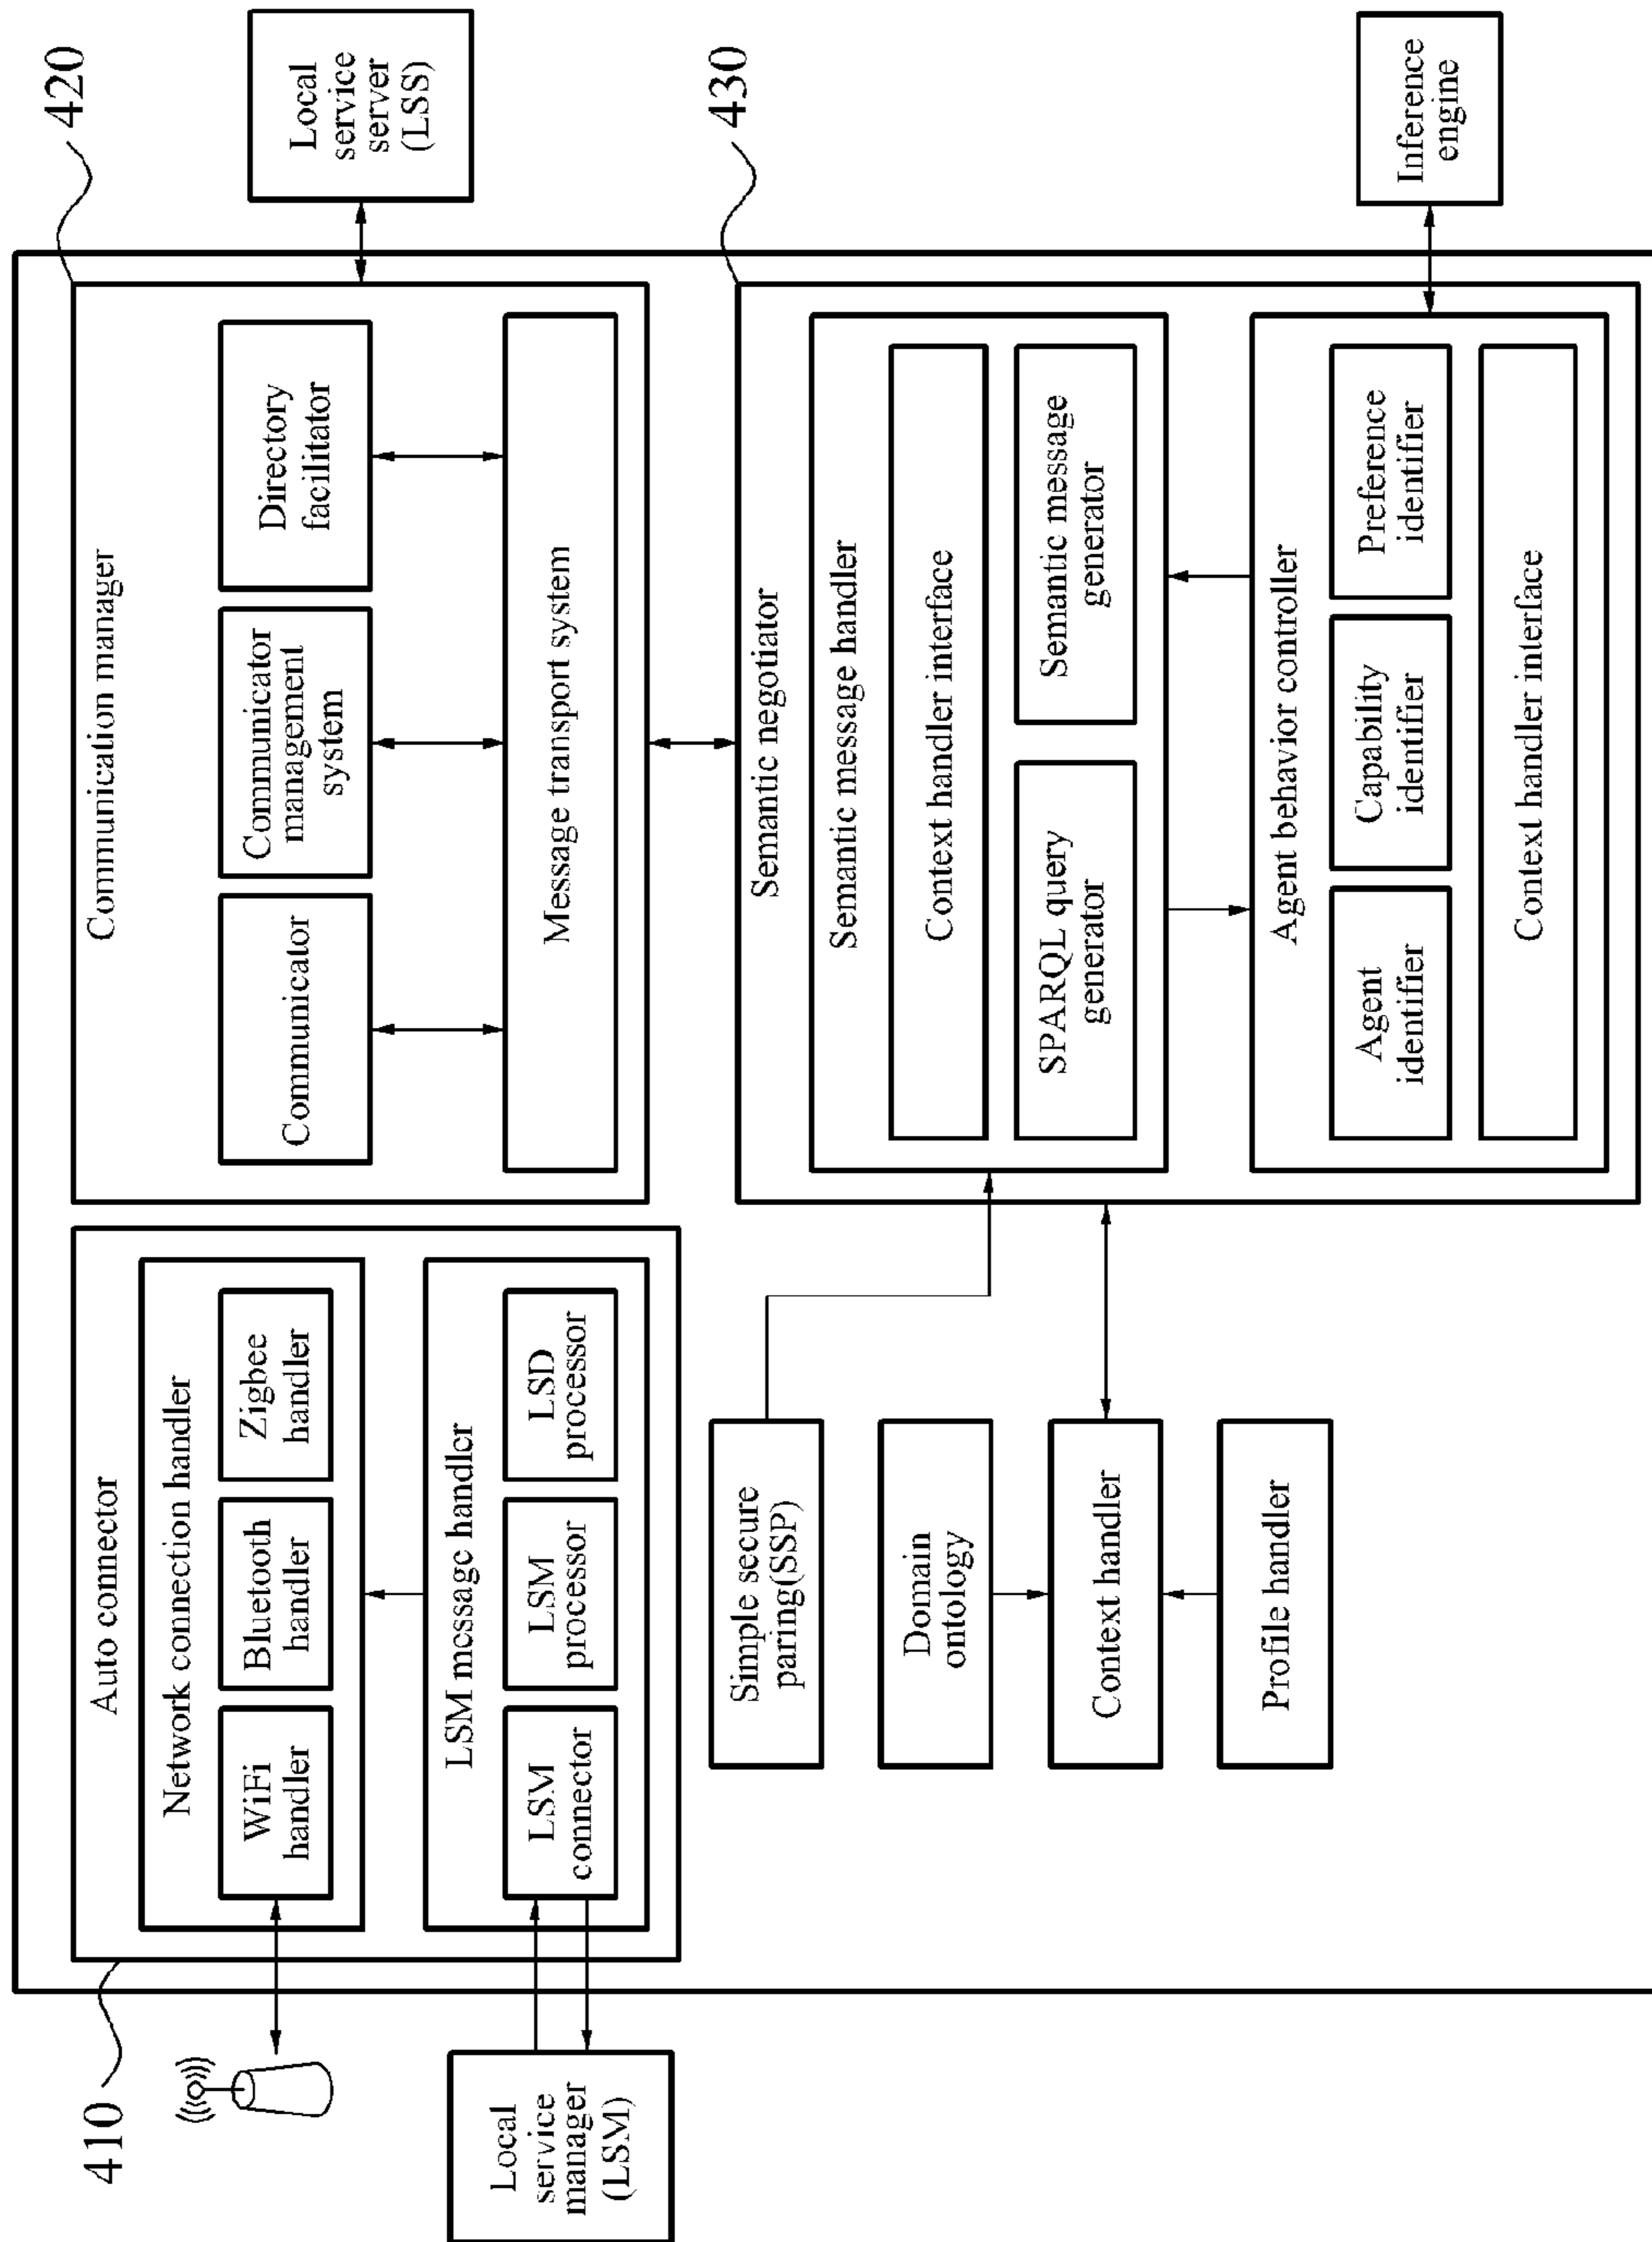 410
420
430
Auto connector
Network connection handler
WiFi
handler
Bluetooth
handler
Zigbee
handler
LSM message handler
LSM
connector
LSM
processor
LSD
processor
Local
service
manager
(LSM)
Communication manager
Communicator
Communicator
management
system
Directory
facilitator
Message transport system
Local
service
server
(LSS)
Simple secure
paring(SSP)
Domain
ontology
Context handler
Profile handler
Semantic negotiator
Semantic message handler
Context handler interface
SPARQL query
generator
Semantic message
generator
Agent behavior controller
Agent
identifier
Capability
identifier
Preference
identifier
Context handler interface
Inference
engine